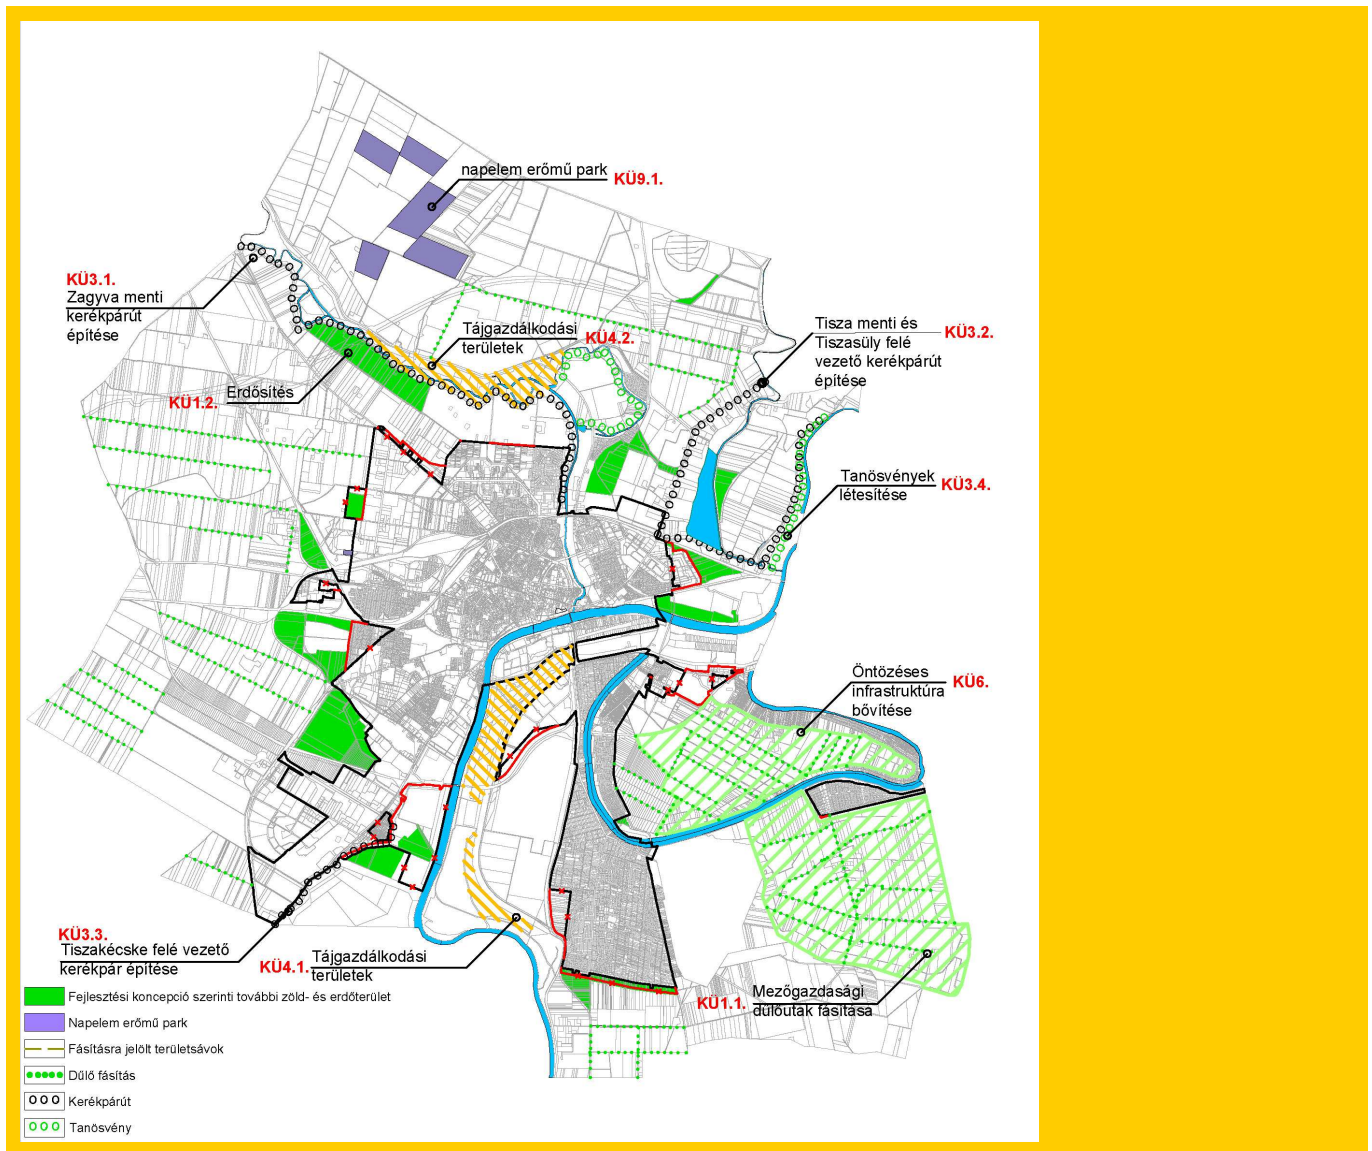 napelem erőmű park KÜ9.1.
KÜ3.1.
Zagyva menti
kerékpárút
építése
Tájgazdálkodási
területek
KÜ4.2.
Tisza menti és
Tiszasüly felé
vezető kerékpárút
építése
KÜ3.2.
Erdősítés
KÜ1.2.
Tanösvények
létesítése
KÜ3.4.
Öntözéses
infrastruktúra
bővítése
KÜ6.
KÜ3.3.
Tiszakécske felé vezető
kerékpár építése
KÜ4.1.
Tájgazdálkodási
területek
KÜ1.1.
Mezőgazdasági
dűlőutak fásítása
Fejlesztési koncepció szerinti további zöld- és erdőterület
Napelem erőmű park
Fásításra jelölt területsávok
Dűlő fásítás
Kerékpárút
Tanösvény